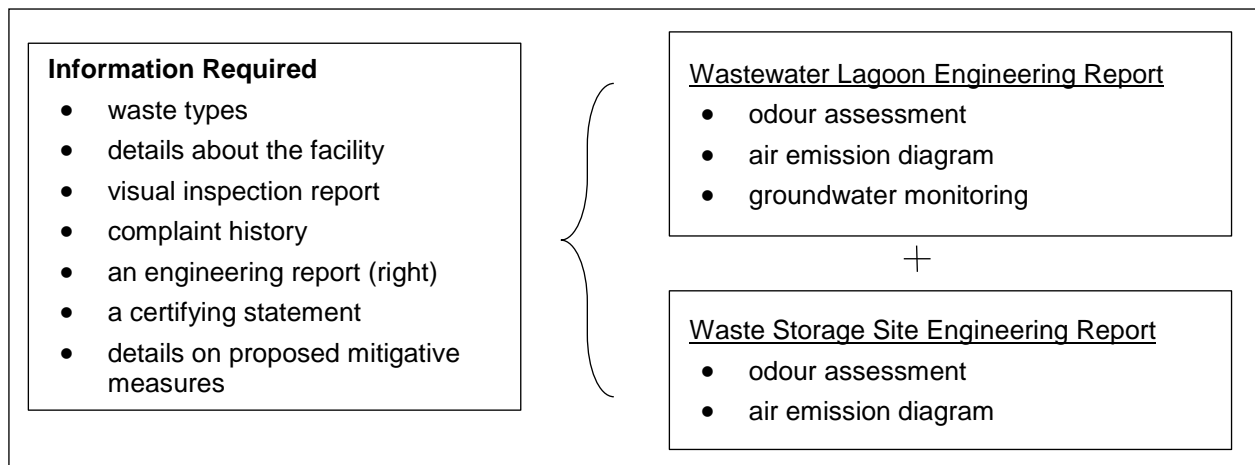 Information Required
• waste types
• details about the facility
• visual inspection report
• complaint history
• an engineering report (right)
• a certifying statement
• details on proposed mitigative
measures
Wastewater Lagoon Engineering Report
• odour assessment
• air emission diagram
• groundwater monitoring
+
Waste Storage Site Engineering Report
• odour assessment
• air emission diagram